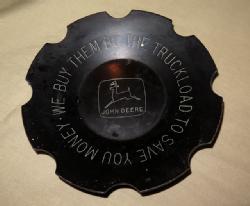 WE BUY THEM BY THE TRUCKLOAD TO SAVE YOU MONEY.
JOHN DEERE